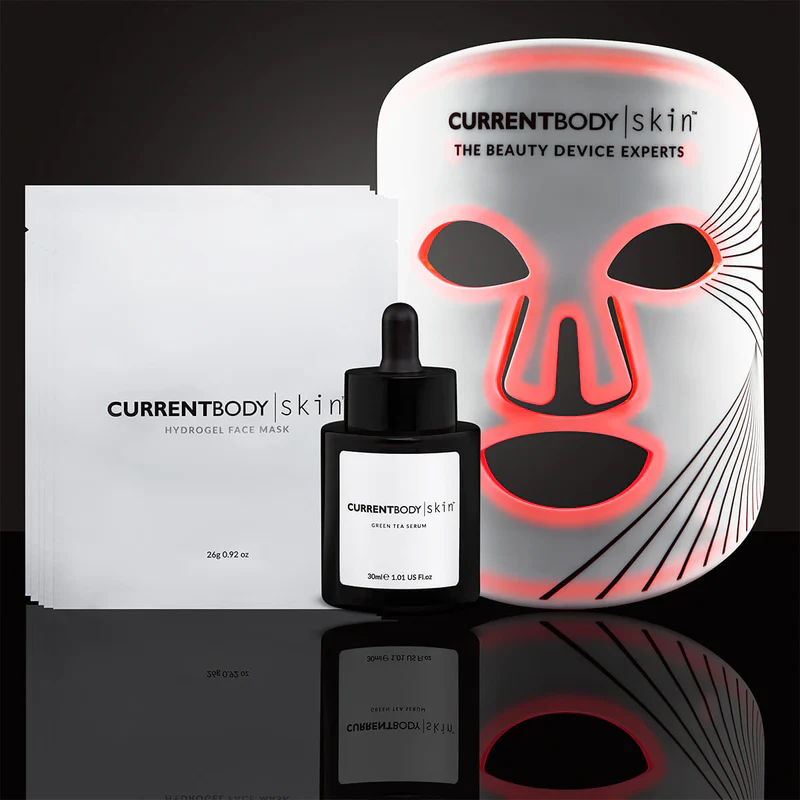 CURRENTBODY|skin™
THE BEAUTY DEVICE EXPERTS
CURRENTBODY|skin™
HYDROGEL FACE MASK
26g 0.92 oz
CURRENTBODY|skin™
GREEN TEA SERUM
30ml℮ 1.01 US Fl.oz